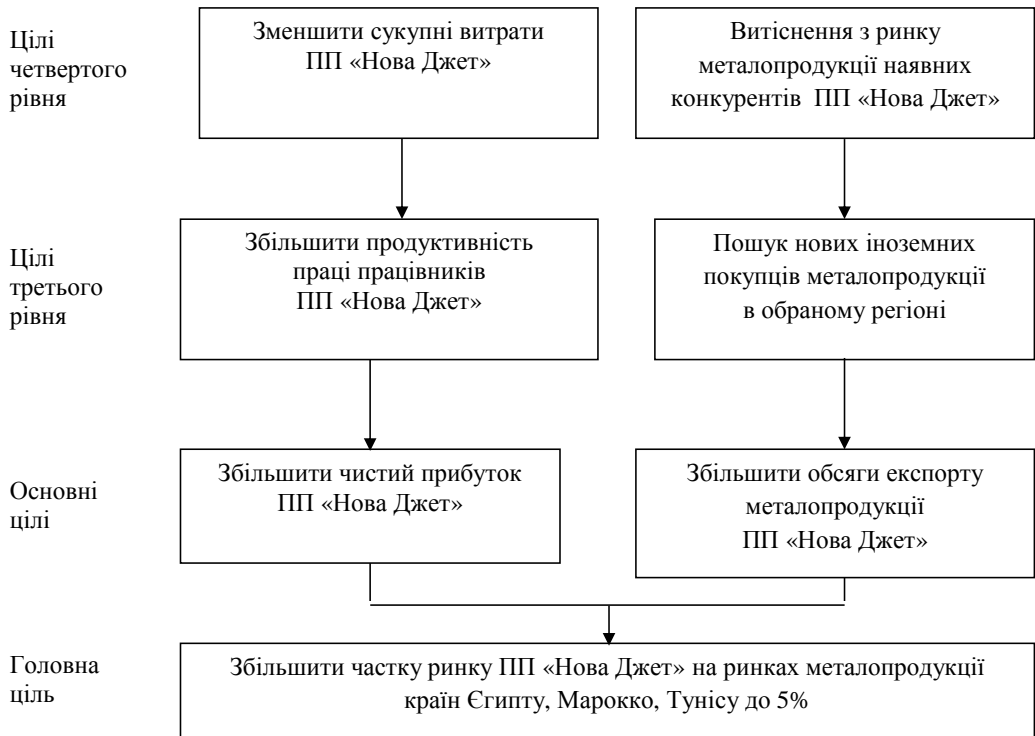 Цілі
четвертого
рівня
Зменшити сукупні витрати
ПП «Нова Джет»
Витіснення з ринку
металопродукції наявних
конкурентів ПП «Нова Джет»
Цілі
третього
рівня
Збільшити продуктивність
праці працівників
ПП «Нова Джет»
Пошук нових іноземних
покупців металопродукції
в обраному регіоні
Основні
цілі
Збільшити чистий прибуток
ПП «Нова Джет»
Збільшити обсяги експорту
металопродукції
ПП «Нова Джет»
Головна
ціль
Збільшити частку ринку ПП «Нова Джет» на ринках металопродукції
країн Єгипту, Марокко, Тунісу до 5%